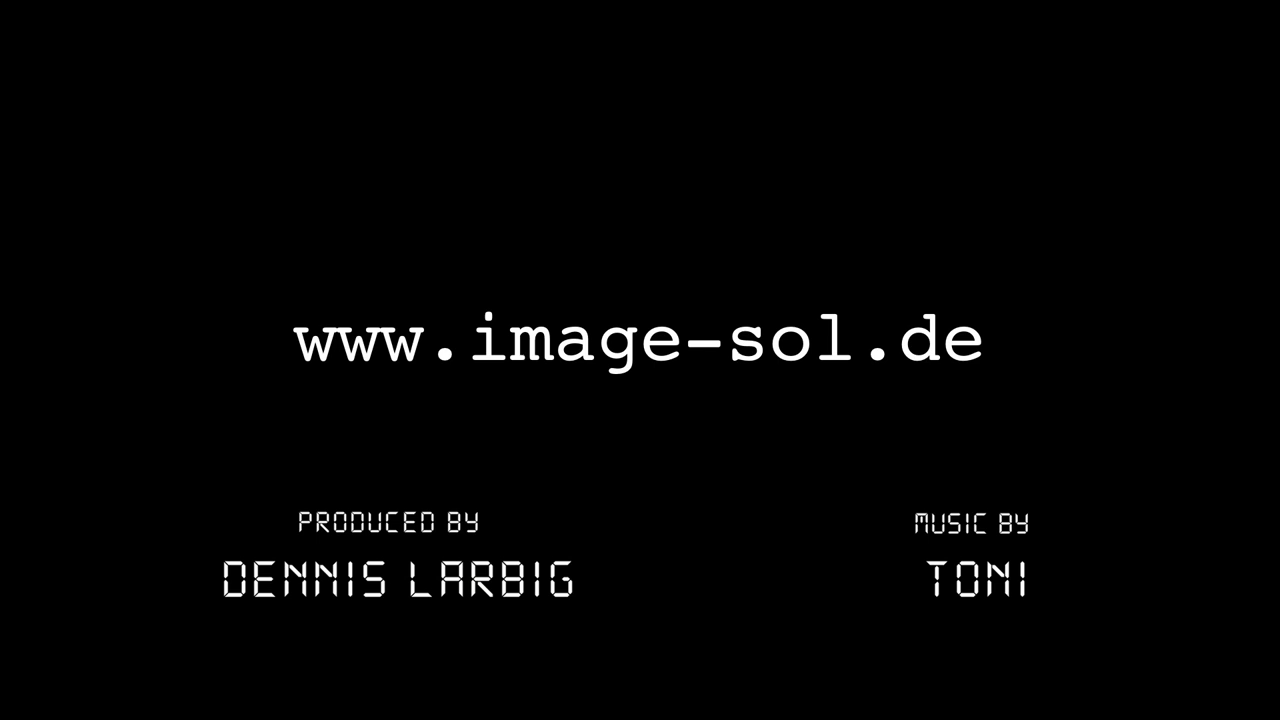 www.image-sol.de
PRODUCED BY
DENNIS LARBIG
MUSIC BY
TONI